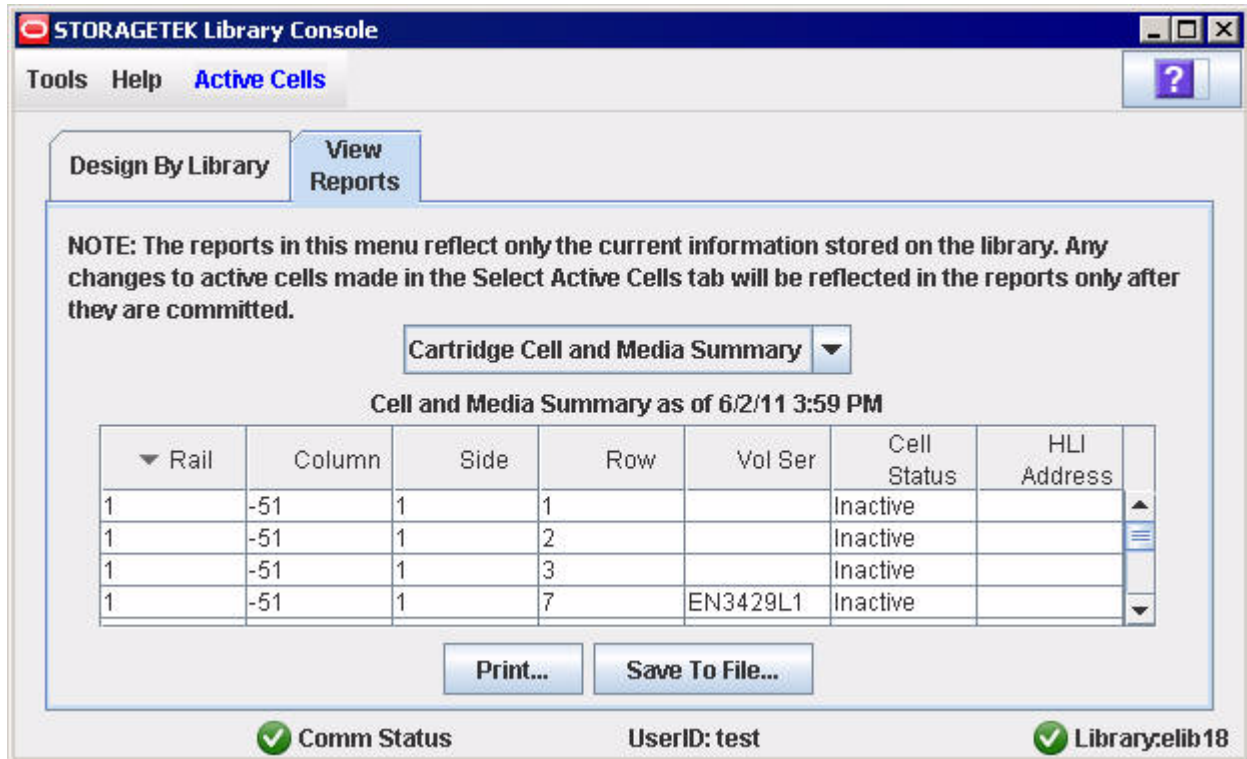 STORAGETEK Library Console
Tools Help Active Cells ?
Design By Library
View
Reports
NOTE: The reports in this menu reflect only the current information stored on the library. Any
changes to active cells made in the Select Active Cells tab will be reflected in the reports only after
they are committed.
Cartridge Cell and Media Summary
Cell and Media Summary as of 6/2/11 3:59 PM
Rail Column Side Row Vol Ser Cell Status HLI Address
1 -51 1 1 Inactive
1 -51 1 2 Inactive
1 -51 1 3 Inactive
1 -51 1 7 EN3429L1 Inactive
Print... Save To File...
Comm Status UserID: test Library:elib18